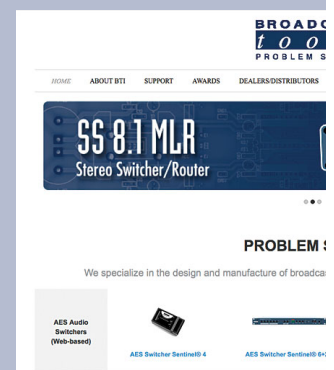 BROADC
too
PROBLEM S
HOME ABOUT BTI SUPPORT AWARDS DEALERS/DISTRIBUTORS
SS 8.1 MLR
Stereo Switcher/Router
PROBLEM S
We specialize in the design and manufacture of broadcas
AES Audio
Switchers
(Web-based)
AES Switcher Sentinel® 4 AES Switcher Sentinel® 6+